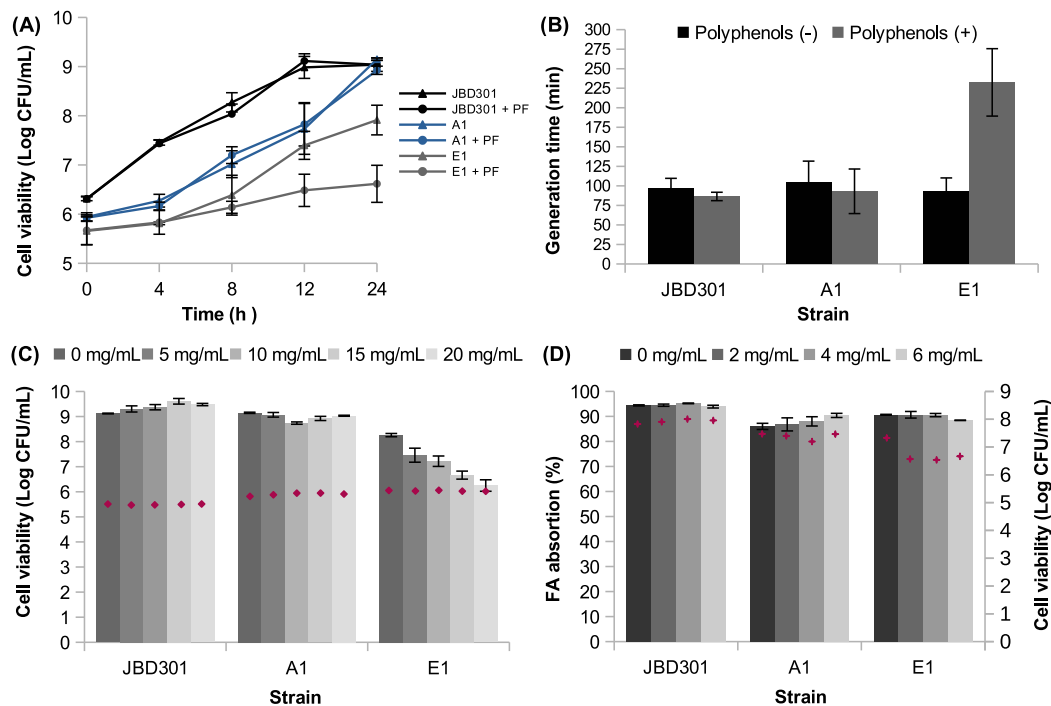 (A)
Cell viability (Log CFU/mL)
10
9
8
7
6
5
0 4 8 12 24
Time (h )
JBD301
JBD301 + PF
A1
A1 + PF
E1
E1 + PF
(B)
Polyphenols (-) Polyphenols (+)
Generation time (min)
300
275
250
225
200
175
150
125
100
75
50
25
0
JBD301 A1 E1
Strain
(C)
0 mg/mL 5 mg/mL 10 mg/mL 15 mg/mL 20 mg/mL
Cell viability (Log CFU/mL)
10
9
8
7
6
5
4
3
2
1
0
JBD301 A1 E1
Strain
(D)
0 mg/mL 2 mg/mL 4 mg/mL 6 mg/mL
FA absortion (%)
100
90
80
70
60
50
40
30
20
10
0
JBD301 A1 E1
Strain
9
8
7
6
5
4
3
2
1
0
Cell viability (Log CFU/mL)